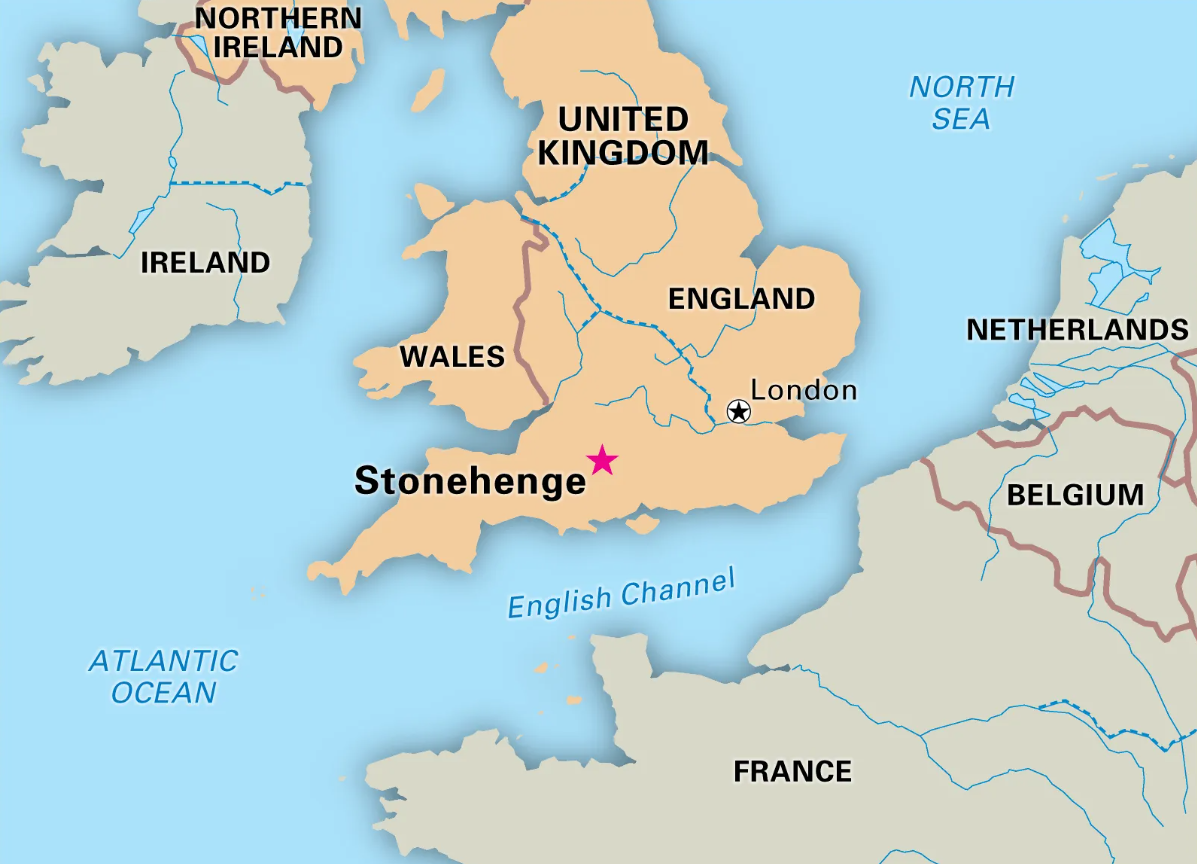 NORTHERN
IRELAND
NORTH
SEA
UNITED
KINGDOM
IRELAND
ENGLAND
NETHERLANDS
WALES
London
Stonehenge
BELGIUM
English Channel
ATLANTIC
OCEAN
FRANCE